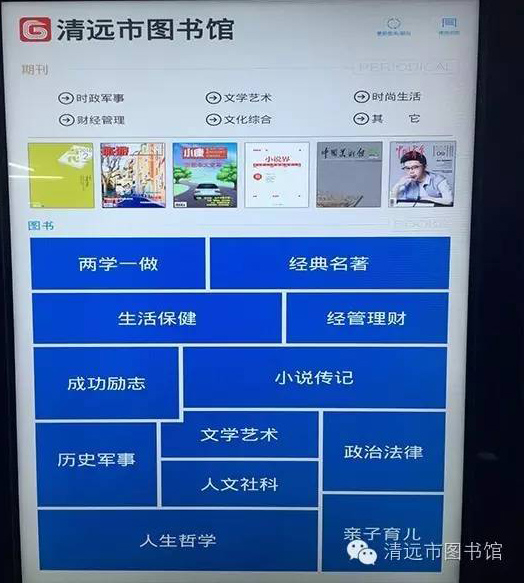 清远市图书馆
期刊
PERIODICAL
时政军事 文学艺术 时尚生活
财经管理 文化综合 其 它
旅游
小康
小说界
中国美术馆
图书
两学一做 经典名著
生活保健 经管理财
成功励志 小说传记
历史军事 文学艺术 政治法律
人文社科
人生哲学 亲子育儿
清远市图书馆